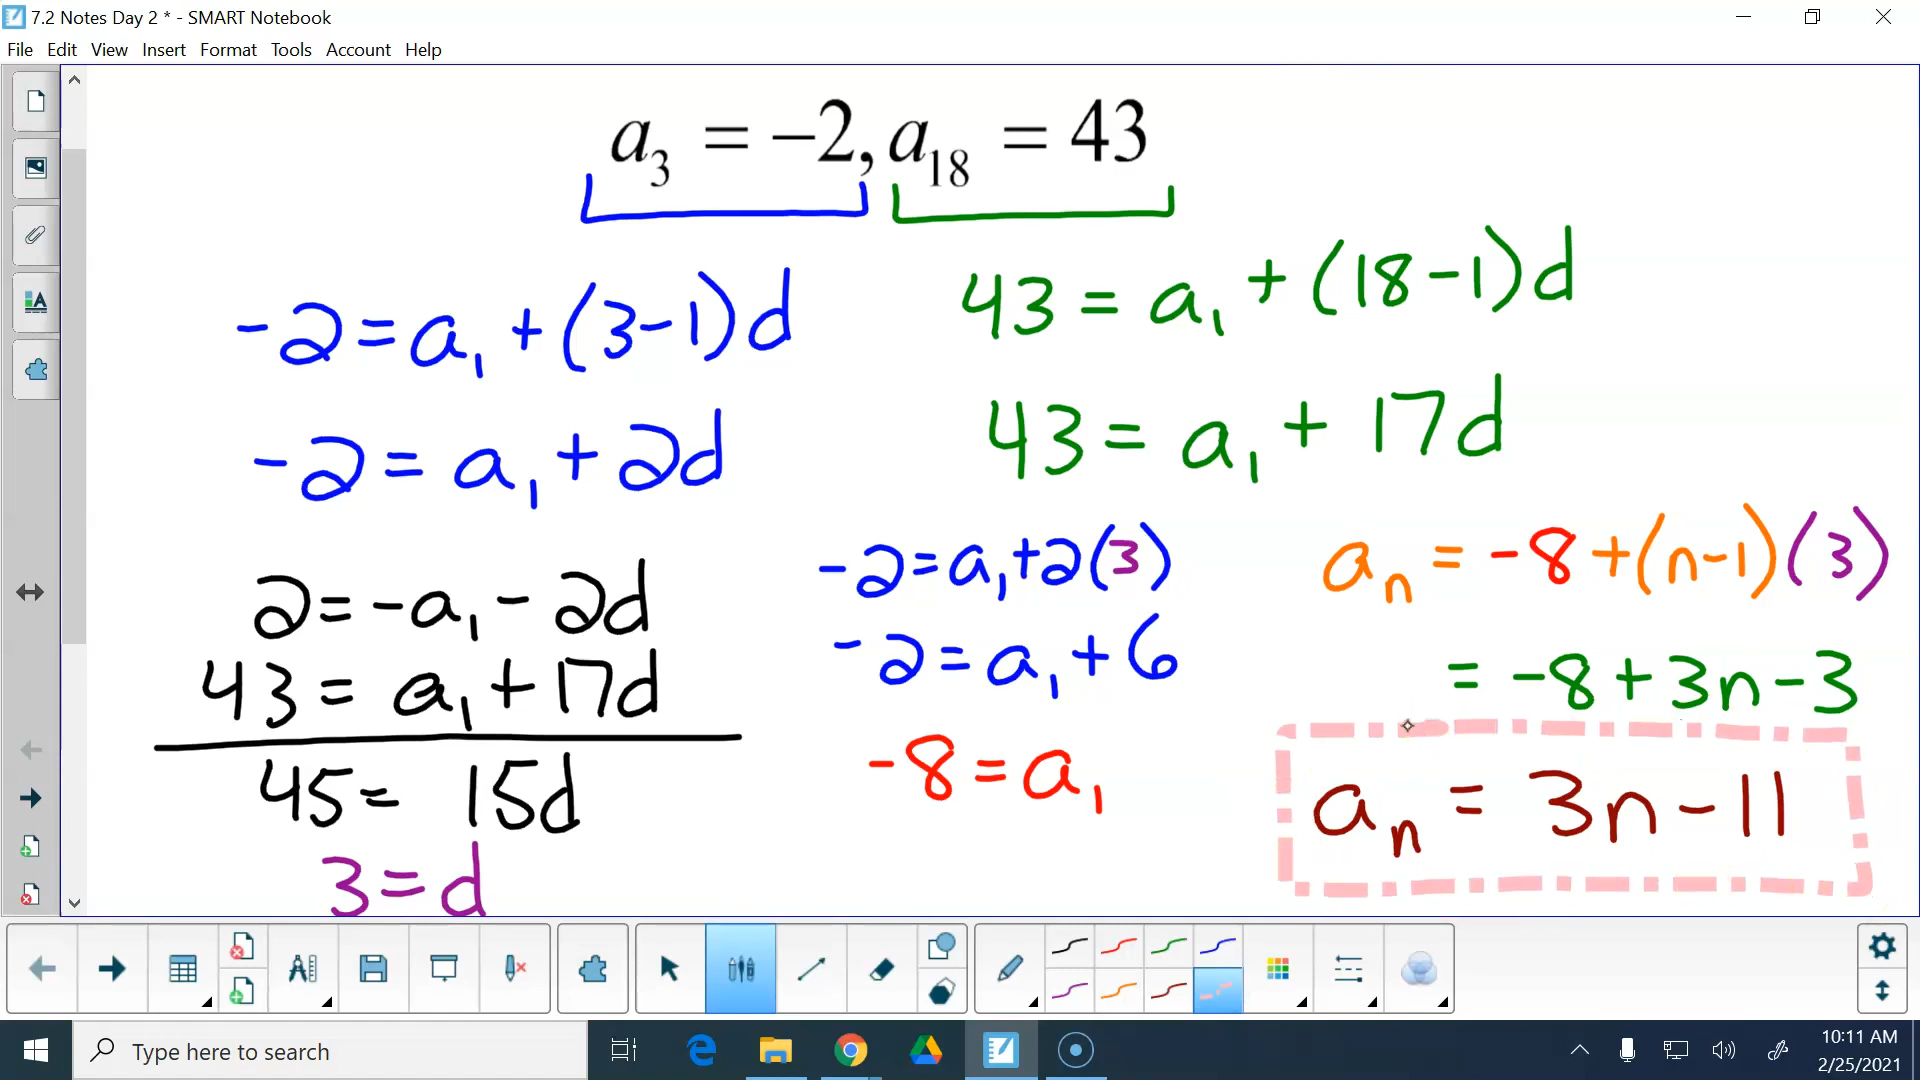 7.2 Notes Day 2 * - SMART Notebook
File Edit View Insert Format Tools Account Help
a₃ = −2, a₁₈ = 43
-2 = a₁ + (3-1)d
-2 = a₁ + 2d
43 = a₁ + (18-1)d
43 = a₁ + 17d
2 = -a₁ - 2d
43 = a₁ + 17d
45 = 15d
3 = d
-2 = a₁ + 2(3)
-2 = a₁ + 6
-8 = a₁
aₙ = -8 + (n-1)(3)
= -8 + 3n - 3
aₙ = 3n - 11
Type here to search
10:11 AM
2/25/2021